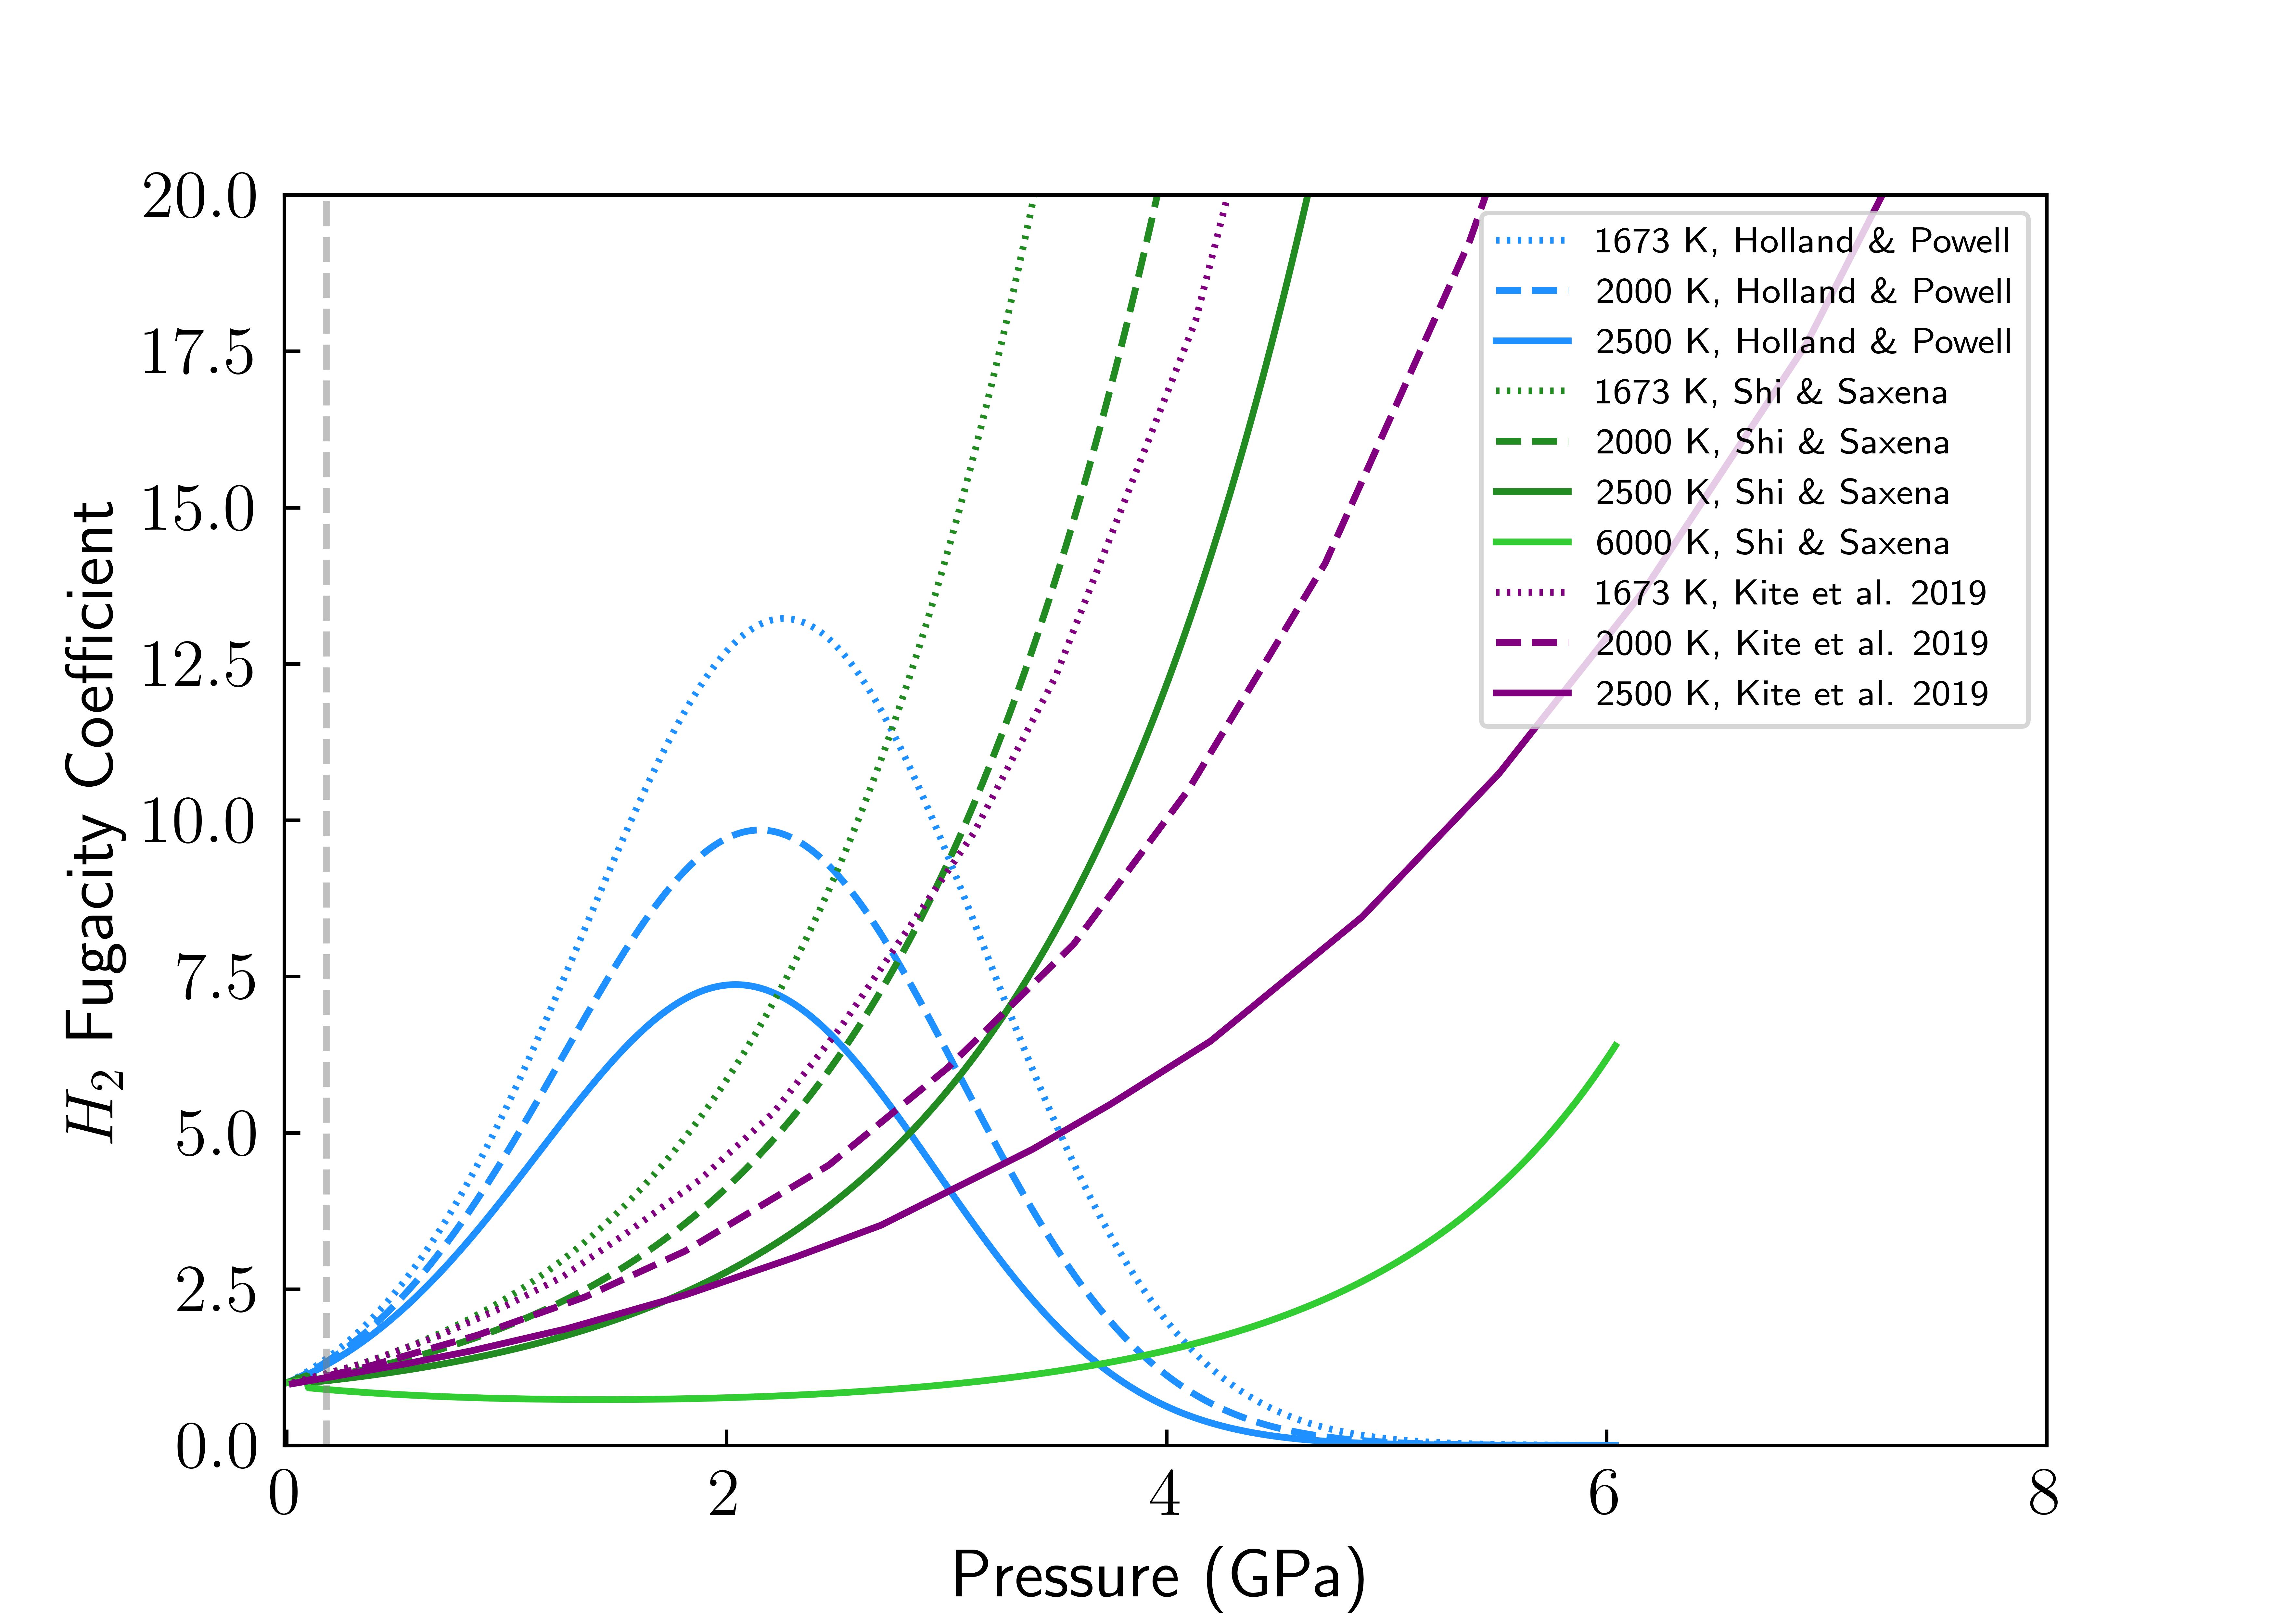 20.0
17.5
15.0
12.5
10.0
7.5
5.0
2.5
0.0
0 2 4 6 8
H₂ Fugacity Coefficient
Pressure (GPa)
1673 K, Holland & Powell
2000 K, Holland & Powell
2500 K, Holland & Powell
1673 K, Shi & Saxena
2000 K, Shi & Saxena
2500 K, Shi & Saxena
6000 K, Shi & Saxena
1673 K, Kite et al. 2019
2000 K, Kite et al. 2019
2500 K, Kite et al. 2019